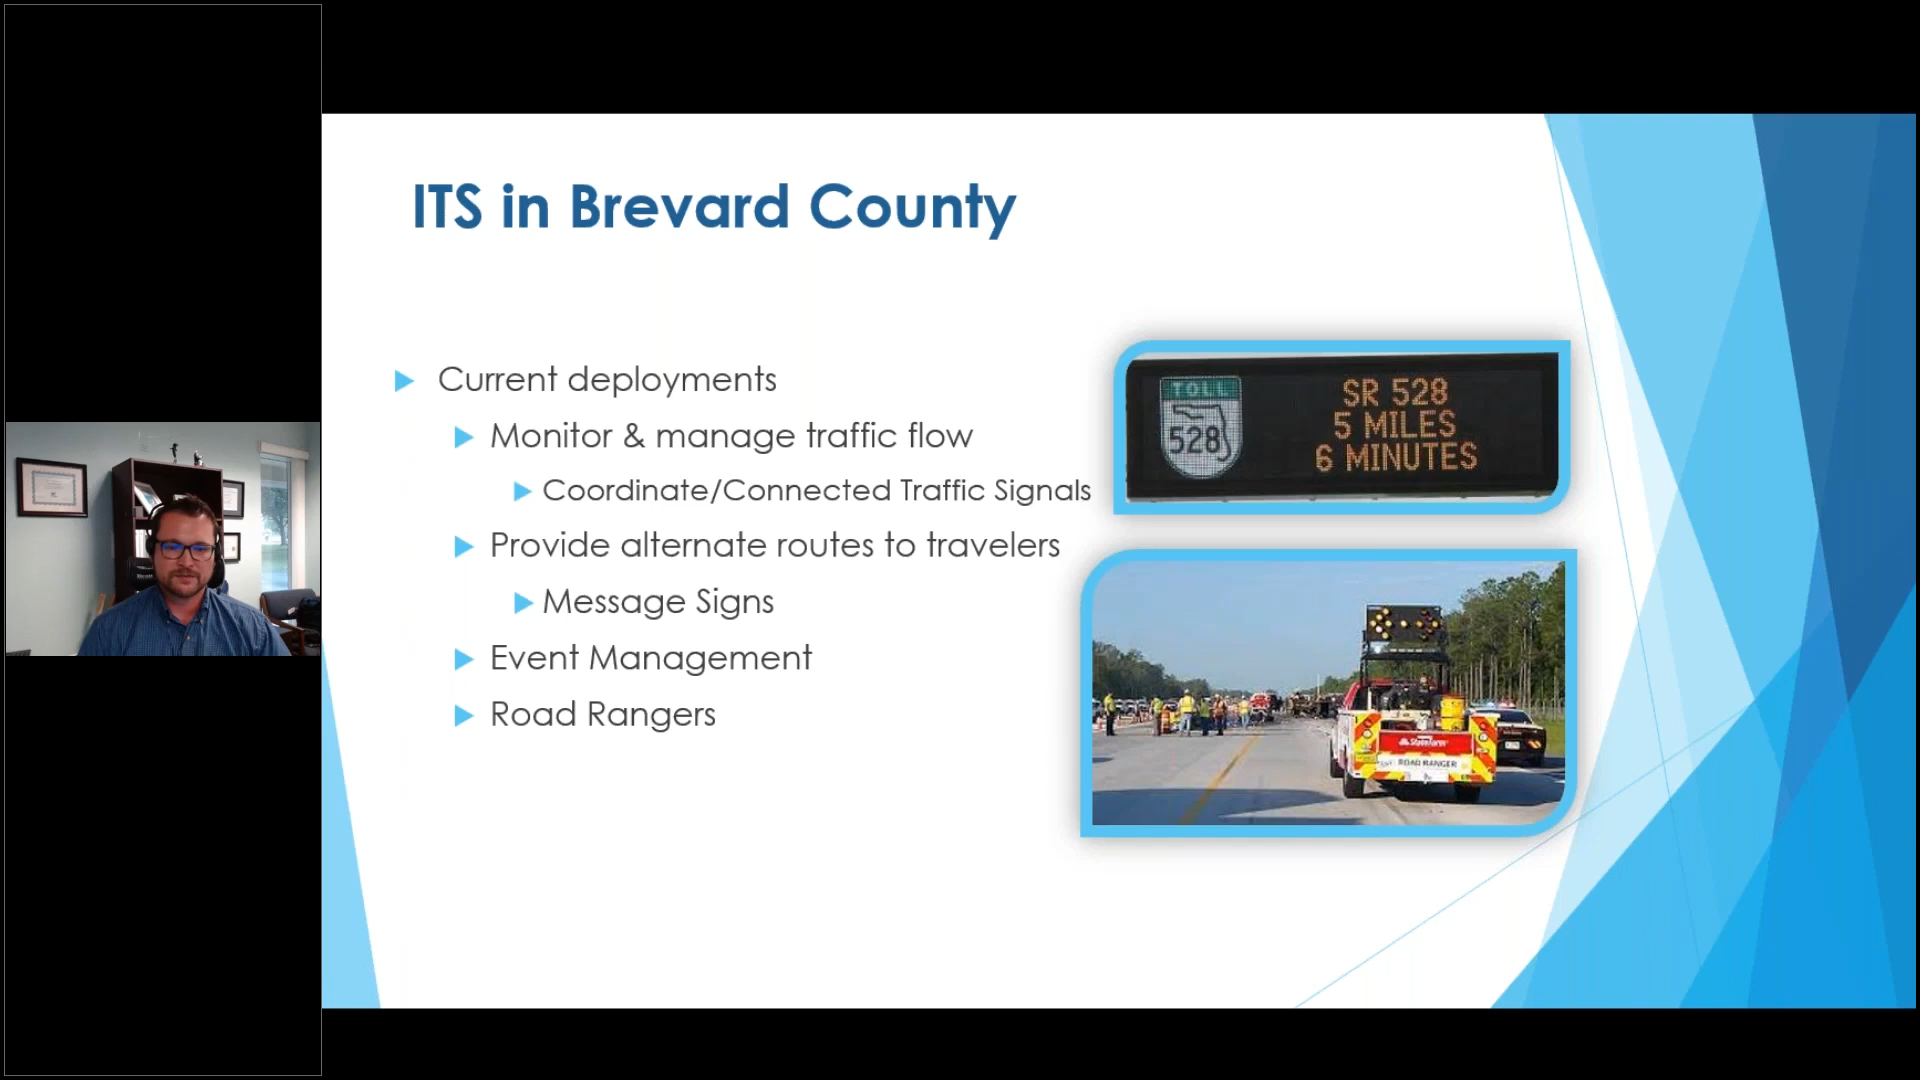 ITS in Brevard County
Current deployments
Monitor & manage traffic flow
Coordinate/Connected Traffic Signals
Provide alternate routes to travelers
Message Signs
Event Management
Road Rangers
TOLL
528
SR 528
5 MILES
6 MINUTES
StateFarm
ROAD RANGER